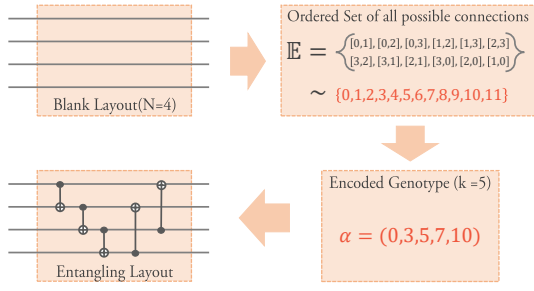 Blank Layout(N=4)
Ordered Set of all possible connections
𝔼 = {[0,1], [0,2], [0,3], [1,2], [1,3], [2,3]
[3,2], [3,1], [2,1], [3,0], [2,0], [1,0]}
~ {0,1,2,3,4,5,6,7,8,9,10,11}
Encoded Genotype (k =5)
α = (0,3,5,7,10)
Entangling Layout